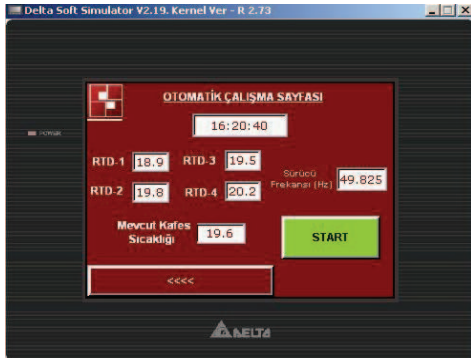 Delta Soft Simulator V2.19. Kernel Ver - R 2.73
OTOMATİK ÇALIŞMA SAYFASI
16:20:40
RTD-1 18.9 RTD-3 19.5
RTD-2 19.8 RTD-4 20.2
Sürücü
Frekansı (Hz) 49.825
Mevcut Kafes
Sıcaklığı 19.6
START
<<<<
POWER
DELTA